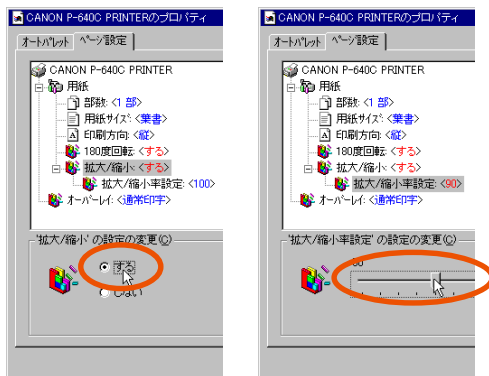 CANON P-640C PRINTERのプロパティ
オートパレット ページ設定
CANON P-640C PRINTER
用紙
部数: <1 部>
用紙サイズ: <葉書>
印刷方向: <縦>
180度回転: <する>
拡大/縮小: <する>
拡大/縮小率設定: <100>
オーバーレイ: <通常印字>
'拡大/縮小' の設定の変更(C)
する
しない
CANON P-640C PRINTERのプロパティ
オートパレット ページ設定
CANON P-640C PRINTER
用紙
部数: <1 部>
用紙サイズ: <葉書>
印刷方向: <縦>
180度回転: <する>
拡大/縮小: <する>
拡大/縮小率設定: <90>
オーバーレイ: <通常印字>
'拡大/縮小率設定' の設定の変更(C)